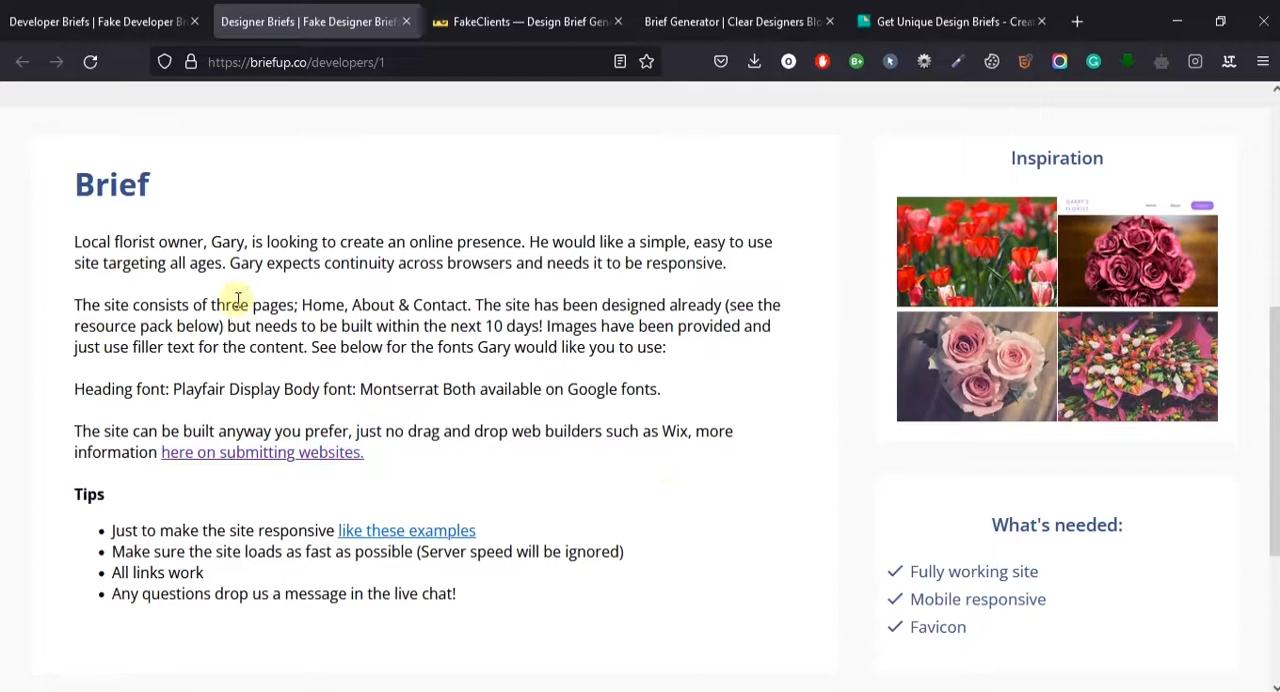 Developer Briefs | Fake Developer Br
Designer Briefs | Fake Designer Brief
FakeClients — Design Brief Gen
Brief Generator | Clear Designers Blo
Get Unique Design Briefs - Crea
https://briefup.co/developers/1
Brief
Local florist owner, Gary, is looking to create an online presence. He would like a simple, easy to use
site targeting all ages. Gary expects continuity across browsers and needs it to be responsive.
The site consists of three pages; Home, About & Contact. The site has been designed already (see the
resource pack below) but needs to be built within the next 10 days! Images have been provided and
just use filler text for the content. See below for the fonts Gary would like you to use:
Heading font: Playfair Display Body font: Montserrat Both available on Google fonts.
The site can be built anyway you prefer, just no drag and drop web builders such as Wix, more
information here on submitting websites.
Tips
• Just to make the site responsive like these examples
• Make sure the site loads as fast as possible (Server speed will be ignored)
• All links work
• Any questions drop us a message in the live chat!
Inspiration
GARRY'S
FLORIST
Home About
What's needed:
Fully working site
Mobile responsive
Favicon